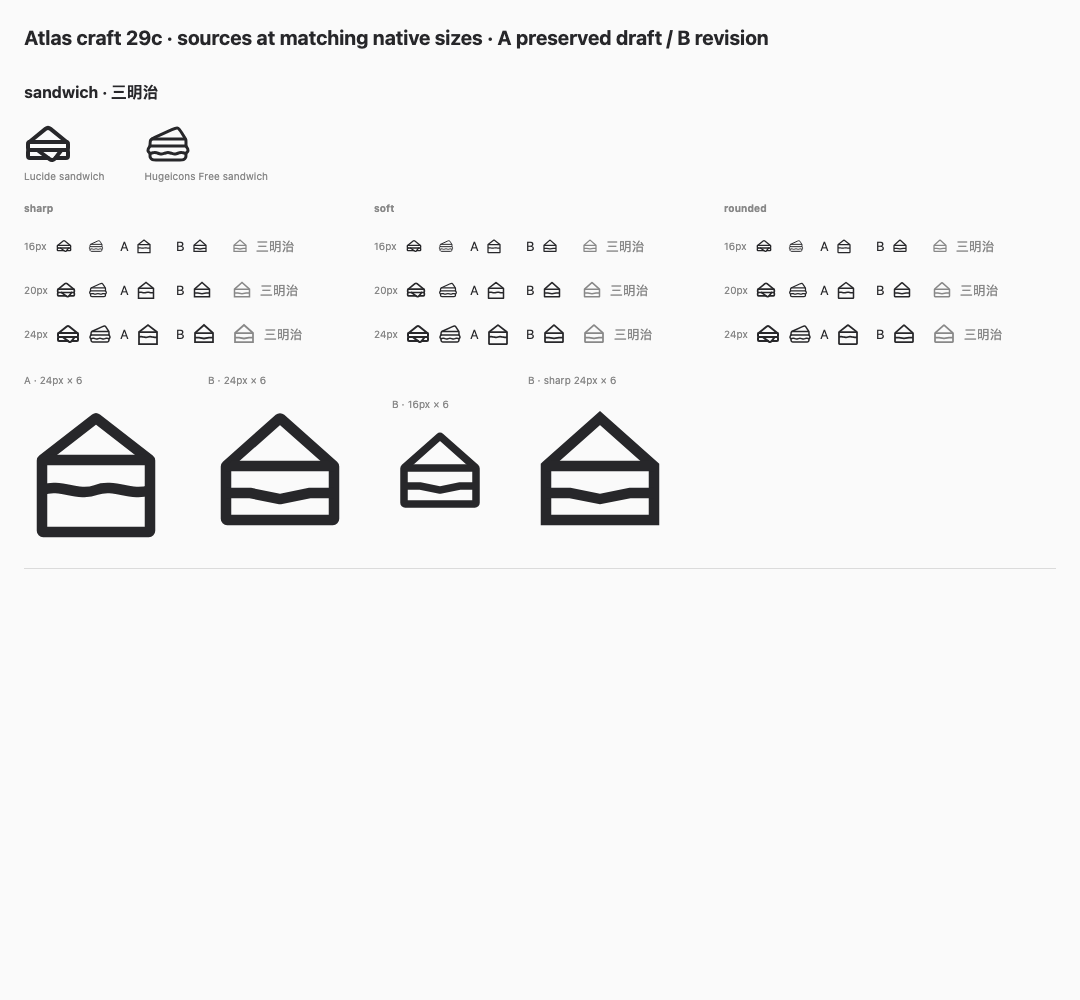 Atlas craft 29c · sources at matching native sizes · A preserved draft / B revision
sandwich · 三明治
Lucide sandwich
Hugeicons Free sandwich
sharp
soft
rounded
16px A B 三明治
16px A B 三明治
16px A B 三明治
20px A B 三明治
20px A B 三明治
20px A B 三明治
24px A B 三明治
24px A B 三明治
24px A B 三明治
A · 24px × 6
B · 24px × 6
B · 16px × 6
B · sharp 24px × 6